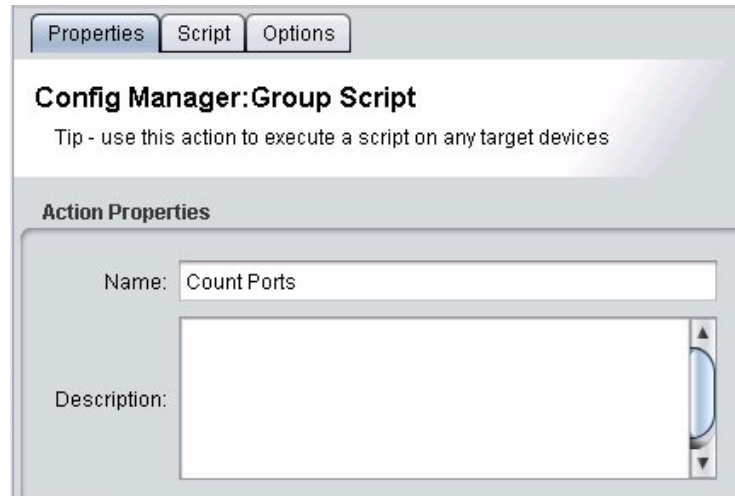 Properties Script Options
Config Manager:Group Script
Tip - use this action to execute a script on any target devices
Action Properties
Name: Count Ports
Description: